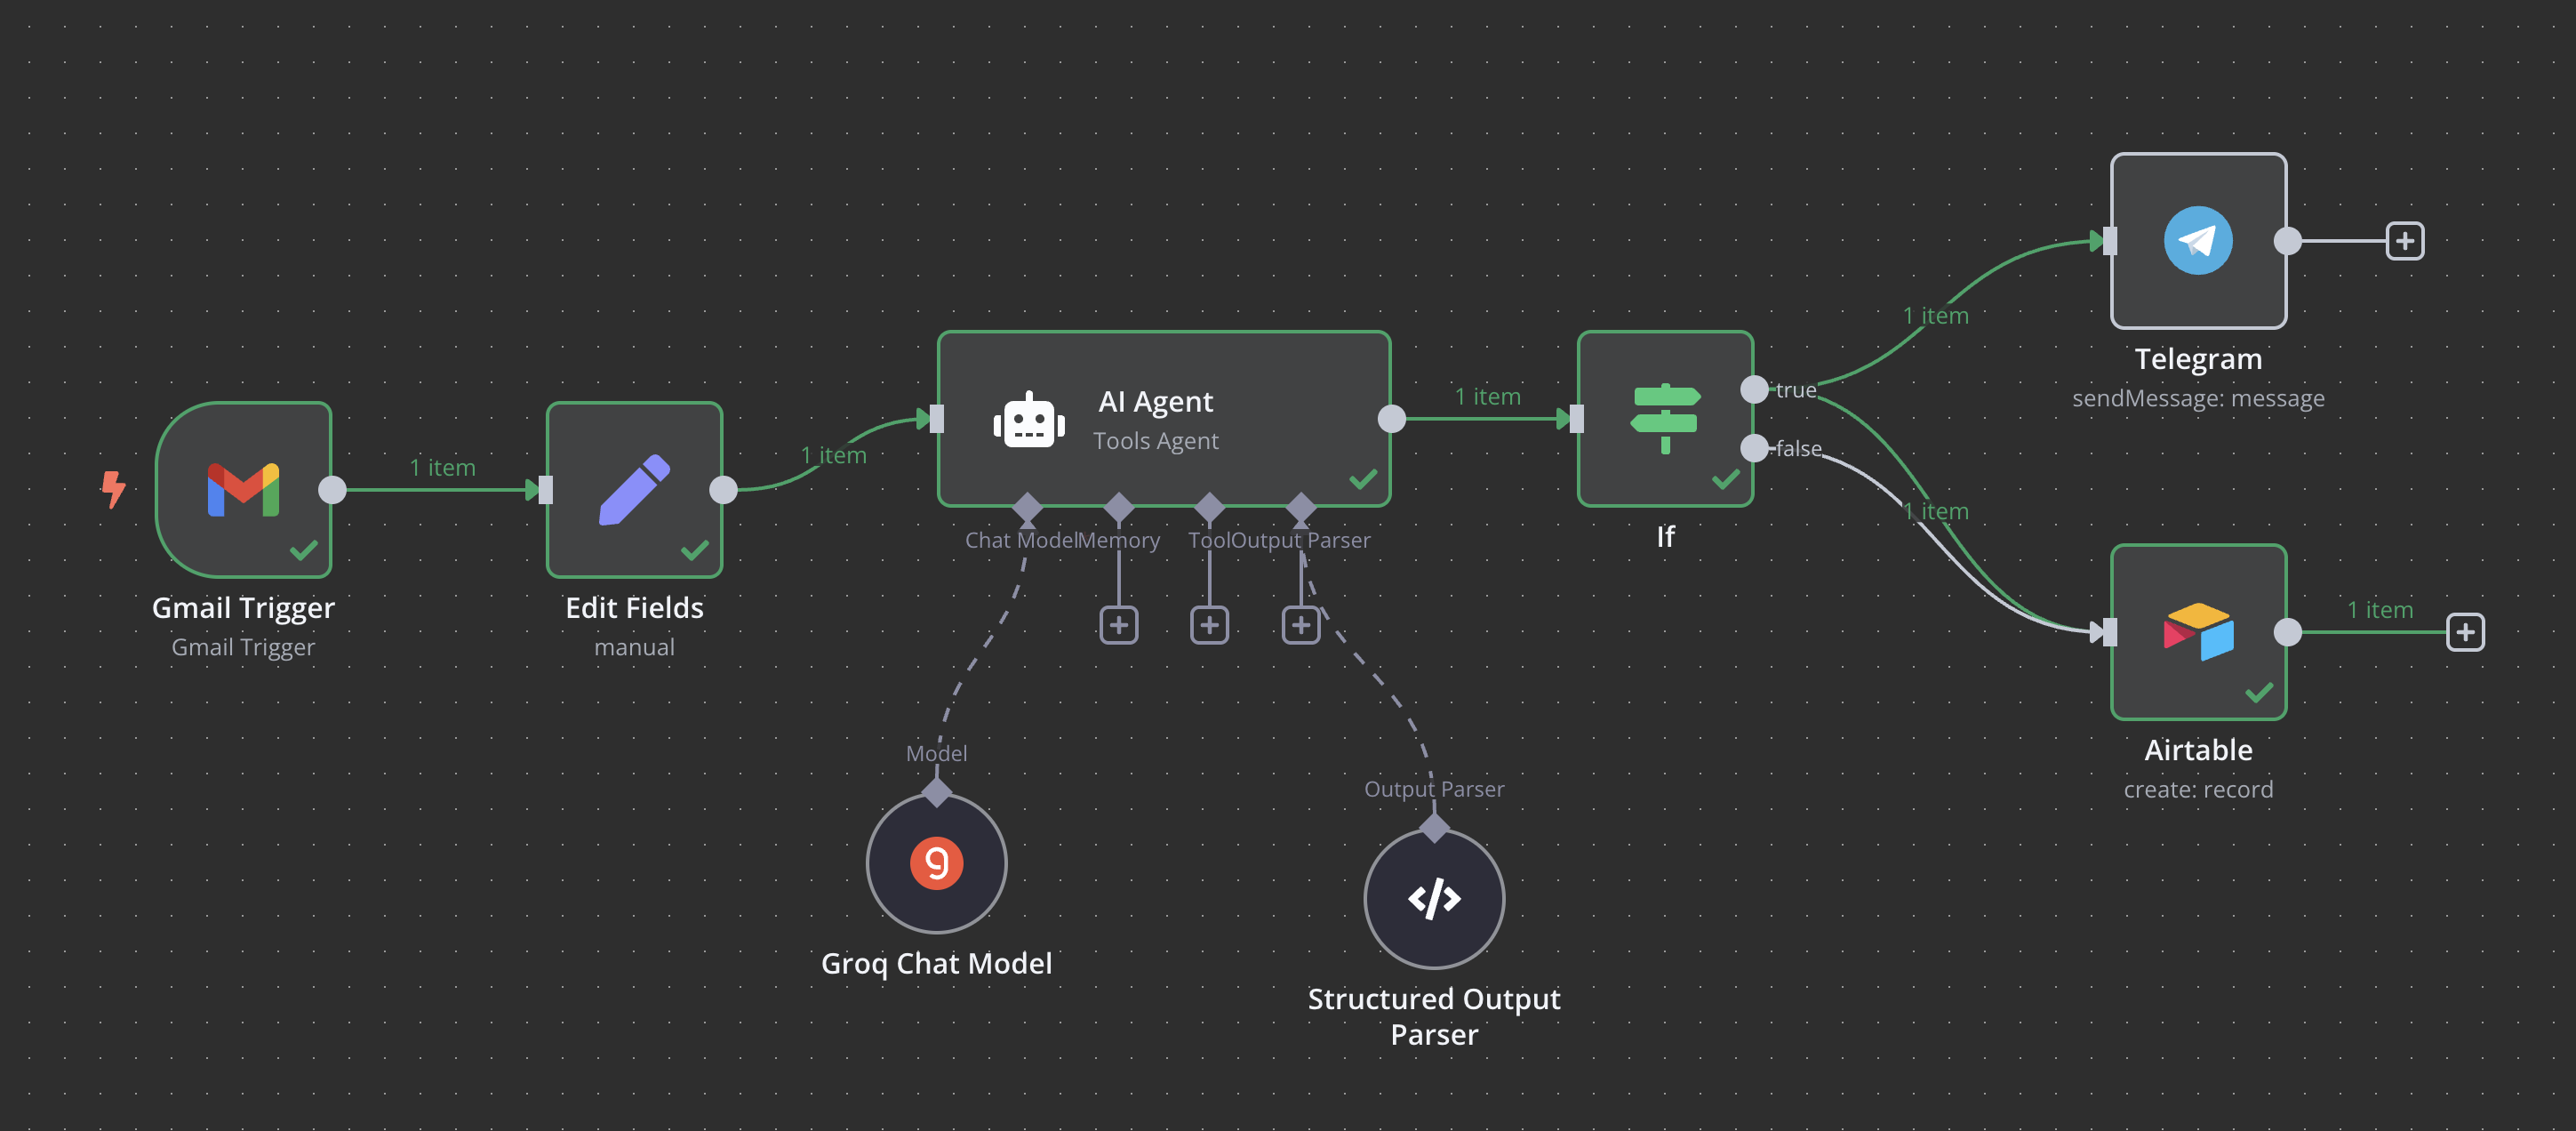 Gmail Trigger
Gmail Trigger
1 item
Edit Fields
manual
1 item
AI Agent
Tools Agent
Chat Model
Memory
Tool
Output Parser
Model
Groq Chat Model
Output Parser
Structured Output
Parser
1 item
If
true
false
1 item
1 item
Telegram
sendMessage: message
Airtable
create: record
1 item